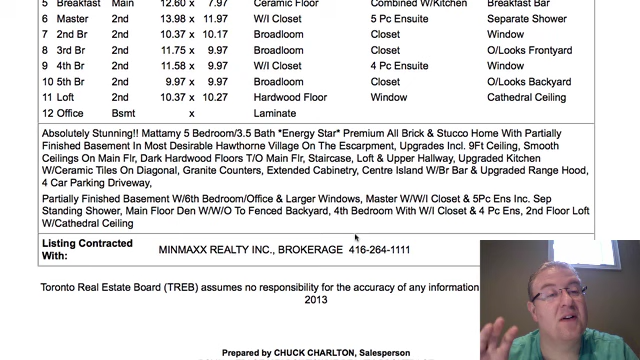 5 Breakfast Main 12.60 x 7.97 Ceramic Floor Combined W/Kitchen Breakfast Bar
6 Master 2nd 13.98 x 11.97 W/I Closet 5 Pc Ensuite Separate Shower
7 2nd Br 2nd 10.37 x 10.17 Broadloom Closet Window
8 3rd Br 2nd 11.75 x 9.97 Broadloom Closet O/Looks Frontyard
9 4th Br 2nd 11.58 x 9.97 W/I Closet 4 Pc Ensuite Window
10 5th Br 2nd 9.97 x 9.97 Broadloom Closet O/Looks Backyard
11 Loft 2nd 10.37 x 10.27 Hardwood Floor Window Cathedral Ceiling
12 Office Bsmt x Laminate
Absolutely Stunning!! Mattamy 5 Bedroom/3.5 Bath *Energy Star* Premium All Brick & Stucco Home With Partially
Finished Basement In Most Desirable Hawthorne Village On The Escarpment, Upgrades Incl. 9Ft Ceiling, Smooth
Ceilings On Main Flr, Dark Hardwood Floors T/O Main Flr, Staircase, Loft & Upper Hallway, Upgraded Kitchen
W/Ceramic Tiles On Diagonal, Granite Counters, Extended Cabinetry, Centre Island W/Br Bar & Upgraded Range Hood,
4 Car Parking Driveway,
Partially Finished Basement W/6th Bedroom/Office & Larger Windows, Master W/W/I Closet & 5Pc Ens Inc. Sep
Standing Shower, Main Floor Den W/W/O To Fenced Backyard, 4th Bedroom With W/I Closet & 4 Pc Ens, 2nd Floor Loft
W/Cathedral Ceiling
Listing Contracted
With: MINMAXX REALTY INC., BROKERAGE 416-264-1111
Toronto Real Estate Board (TREB) assumes no responsibility for the accuracy of any information
2013
Prepared by CHUCK CHARLTON, Salesperson